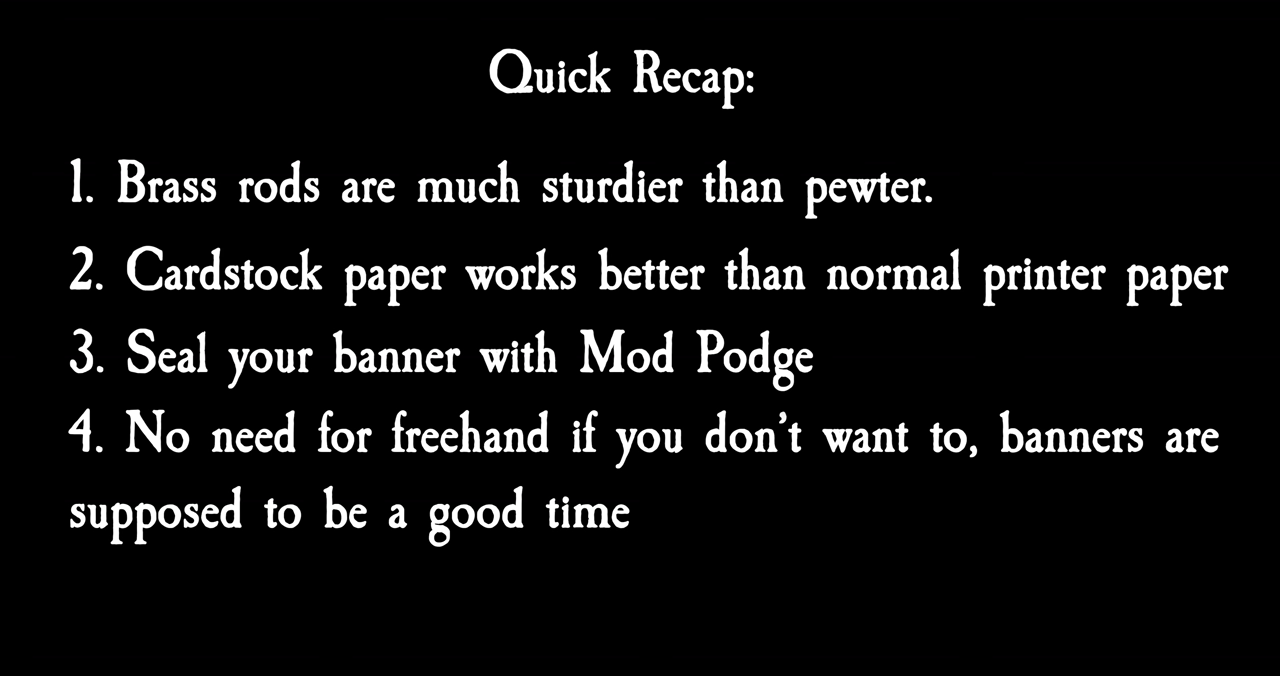 Quick Recap:
1. Brass rods are much sturdier than pewter.
2. Cardstock paper works better than normal printer paper
3. Seal your banner with Mod Podge
4. No need for freehand if you don't want to, banners are
supposed to be a good time